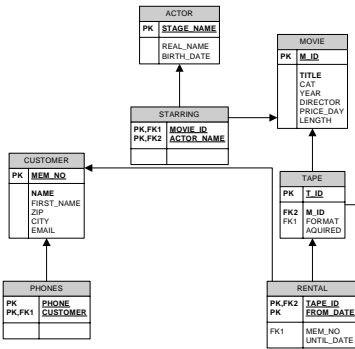 ACTOR
PK STAGE_NAME
REAL_NAME
BIRTH_DATE
MOVIE
PK M_ID
TITLE
CAT
YEAR
DIRECTOR
PRICE_DAY
LENGTH
STARRING
PK,FK1 MOVIE_ID
PK,FK2 ACTOR_NAME
CUSTOMER
PK MEM_NO
NAME
FIRST_NAME
ZIP
CITY
EMAIL
TAPE
PK T_ID
FK2 M_ID
FK1 FORMAT
AQUIRED
PHONES
PK PHONE
PK,FK1 CUSTOMER
RENTAL
PK,FK2 TAPE_ID
PK FROM_DATE
FK1 MEM_NO
UNTIL_DATE